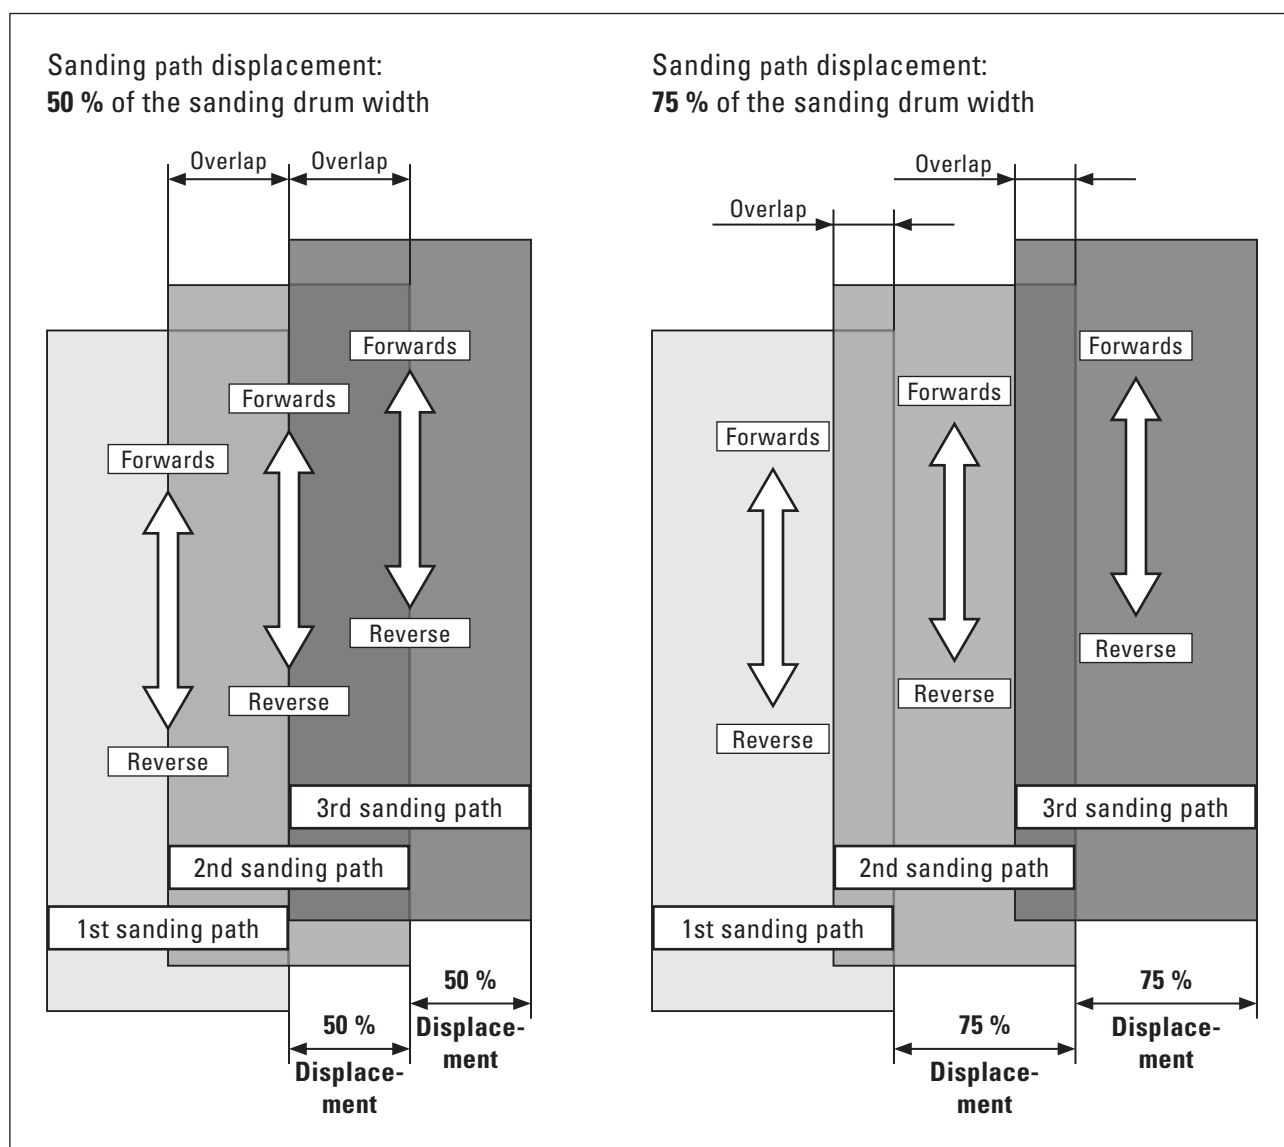 Sanding path displacement:
50 % of the sanding drum width
Overlap
Overlap
Forwards
Forwards
Forwards
Reverse
Reverse
Reverse
3rd sanding path
2nd sanding path
1st sanding path
50 %
Displace-
ment
50 %
Displace-
ment
Sanding path displacement:
75 % of the sanding drum width
Overlap
Overlap
Forwards
Forwards
Forwards
Reverse
Reverse
Reverse
3rd sanding path
2nd sanding path
1st sanding path
75 %
Displace-
ment
75 %
Displace-
ment